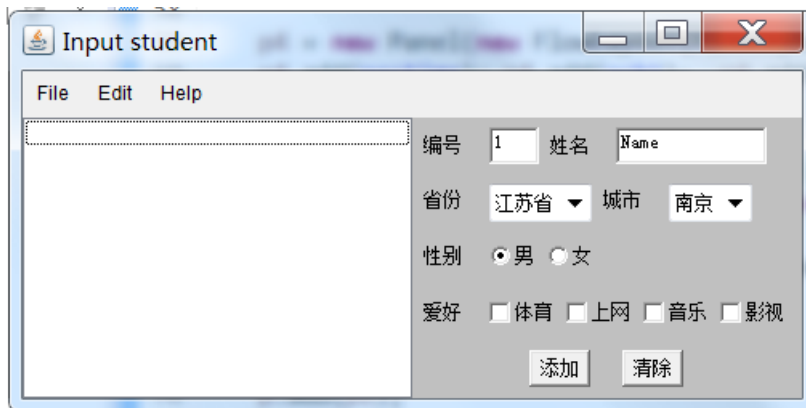 Input student
File Edit Help
编号 1 姓名 Name
省份 江苏省 城市 南京
性别 男 女
爱好 体育 上网 音乐 影视
添加 清除